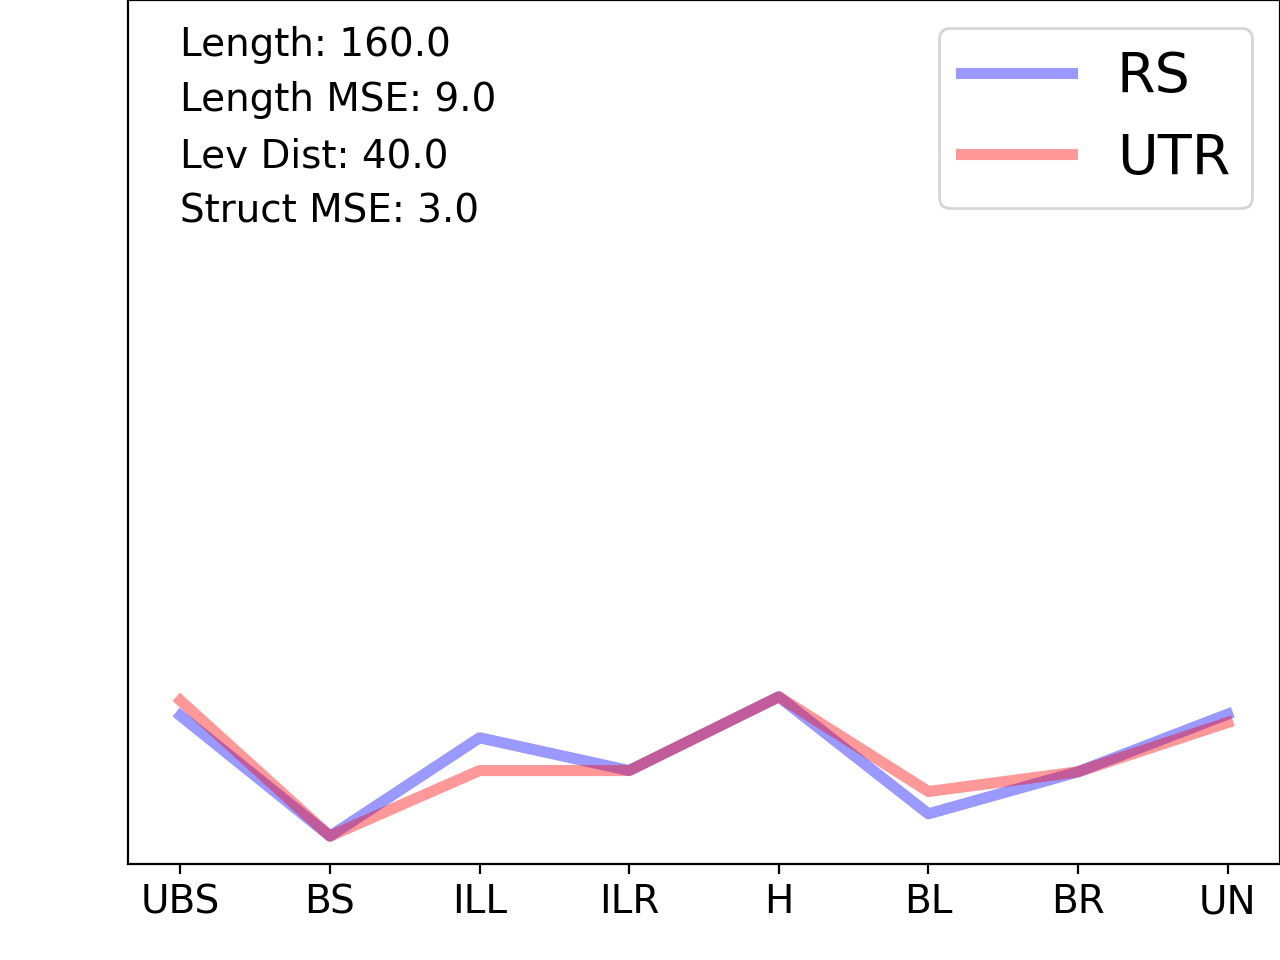 Length: 160.0
Length MSE: 9.0
Lev Dist: 40.0
Struct MSE: 3.0
RS
UTR
UBS BS ILL ILR H BL BR UN